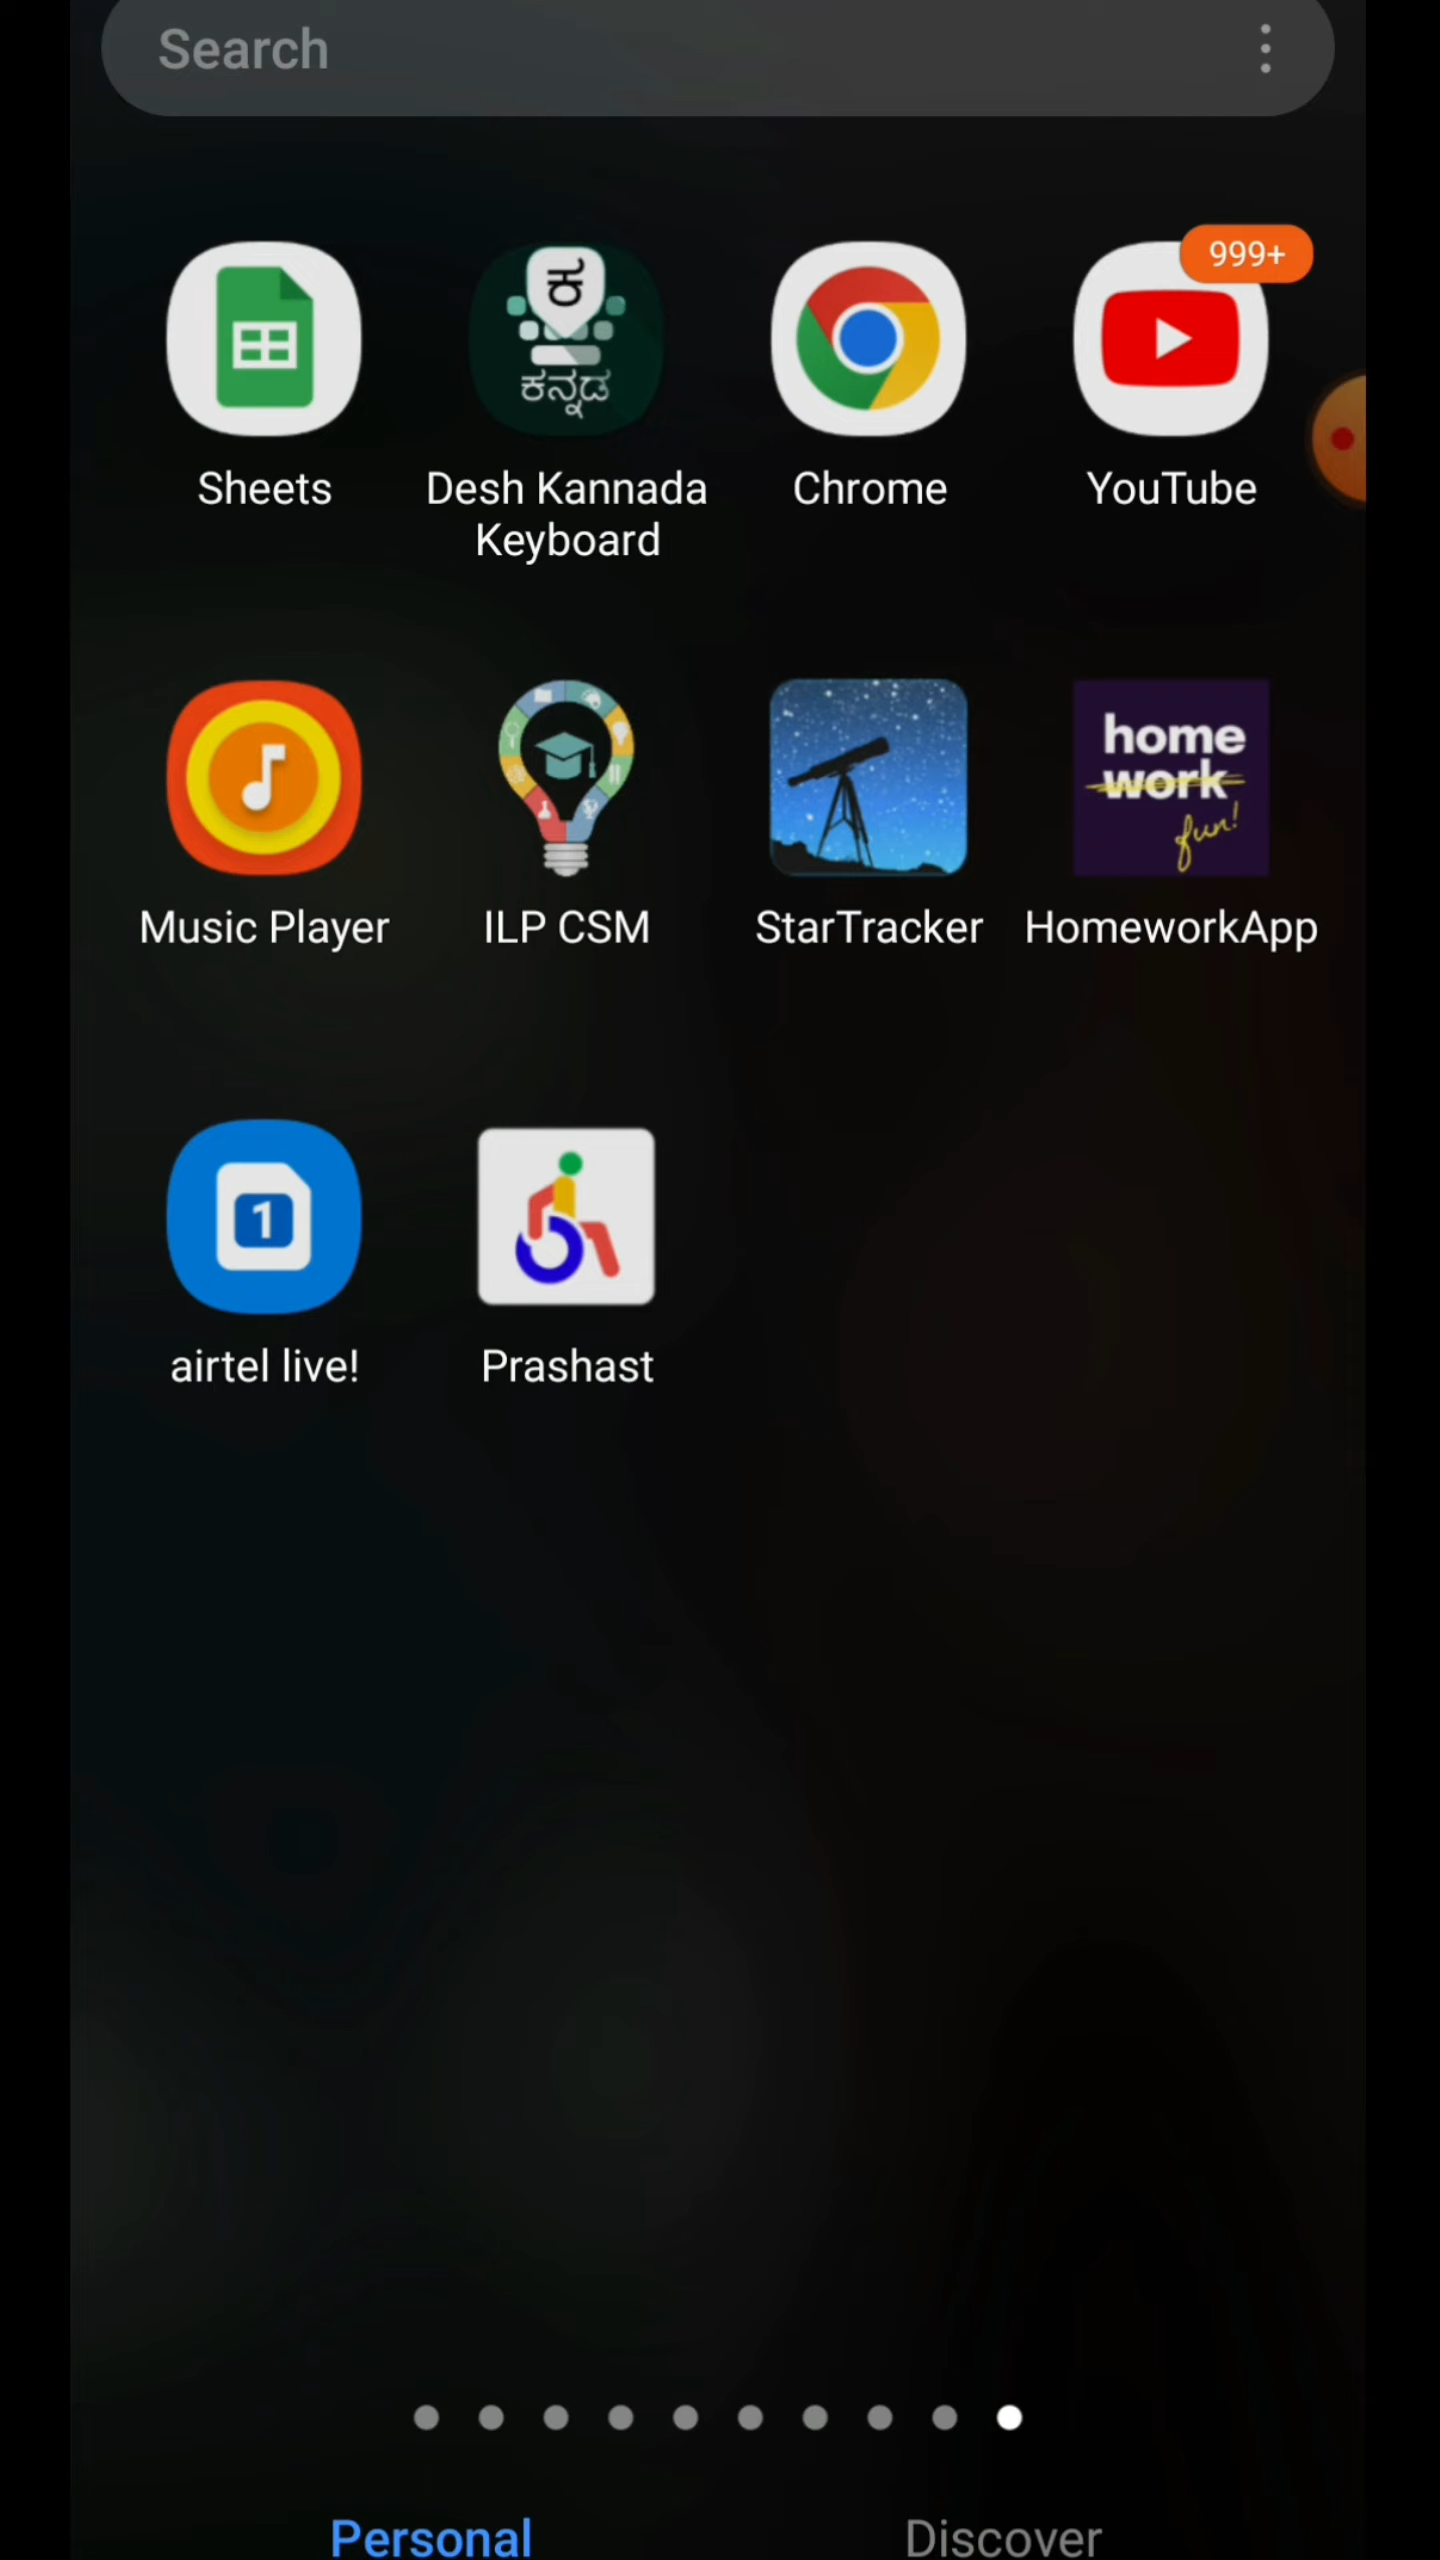 Search
999+
ಕ
ಕನ್ನಡ
Sheets
Desh Kannada
Keyboard
Chrome
YouTube
home
work
fun!
Music Player
ILP CSM
StarTracker
HomeworkApp
1
airtel live!
Prashast
Personal
Discover